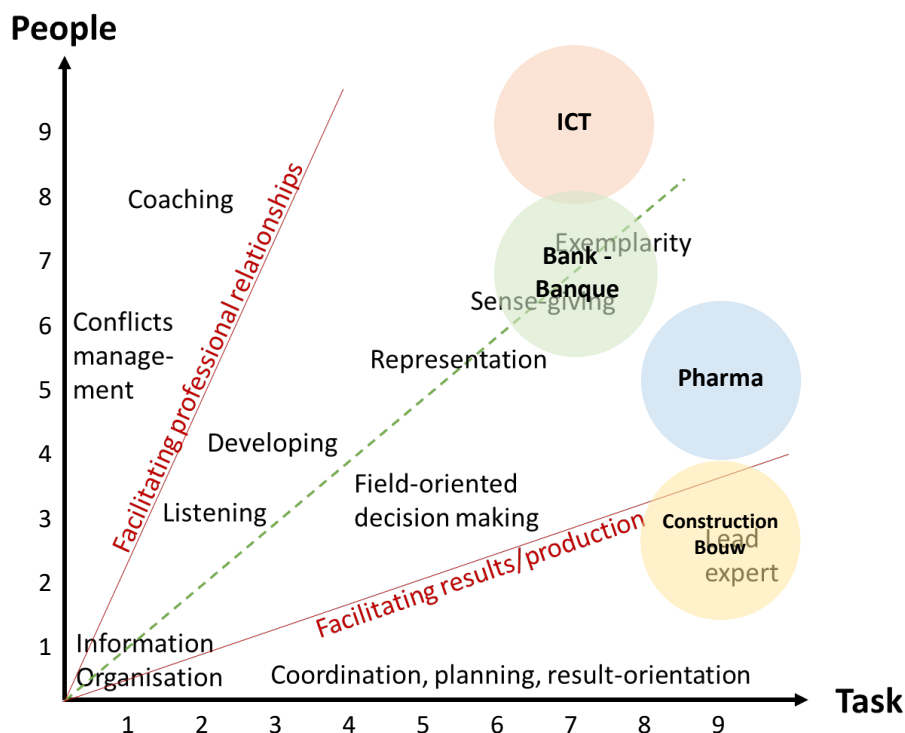 People
9
8
7
6
5
4
3
2
1
ICT
Coaching
Facilitating professional relationships
Exemplarity
Bank -
Banque
Sense-giving
Conflicts
manage-
ment
Representation
Pharma
Developing
Field-oriented
decision making
Listening
Construction
Bouw
Lead
expert
Facilitating results/production
Information
Organisation
Coordination, planning, result-orientation
Task
1 2 3 4 5 6 7 8 9